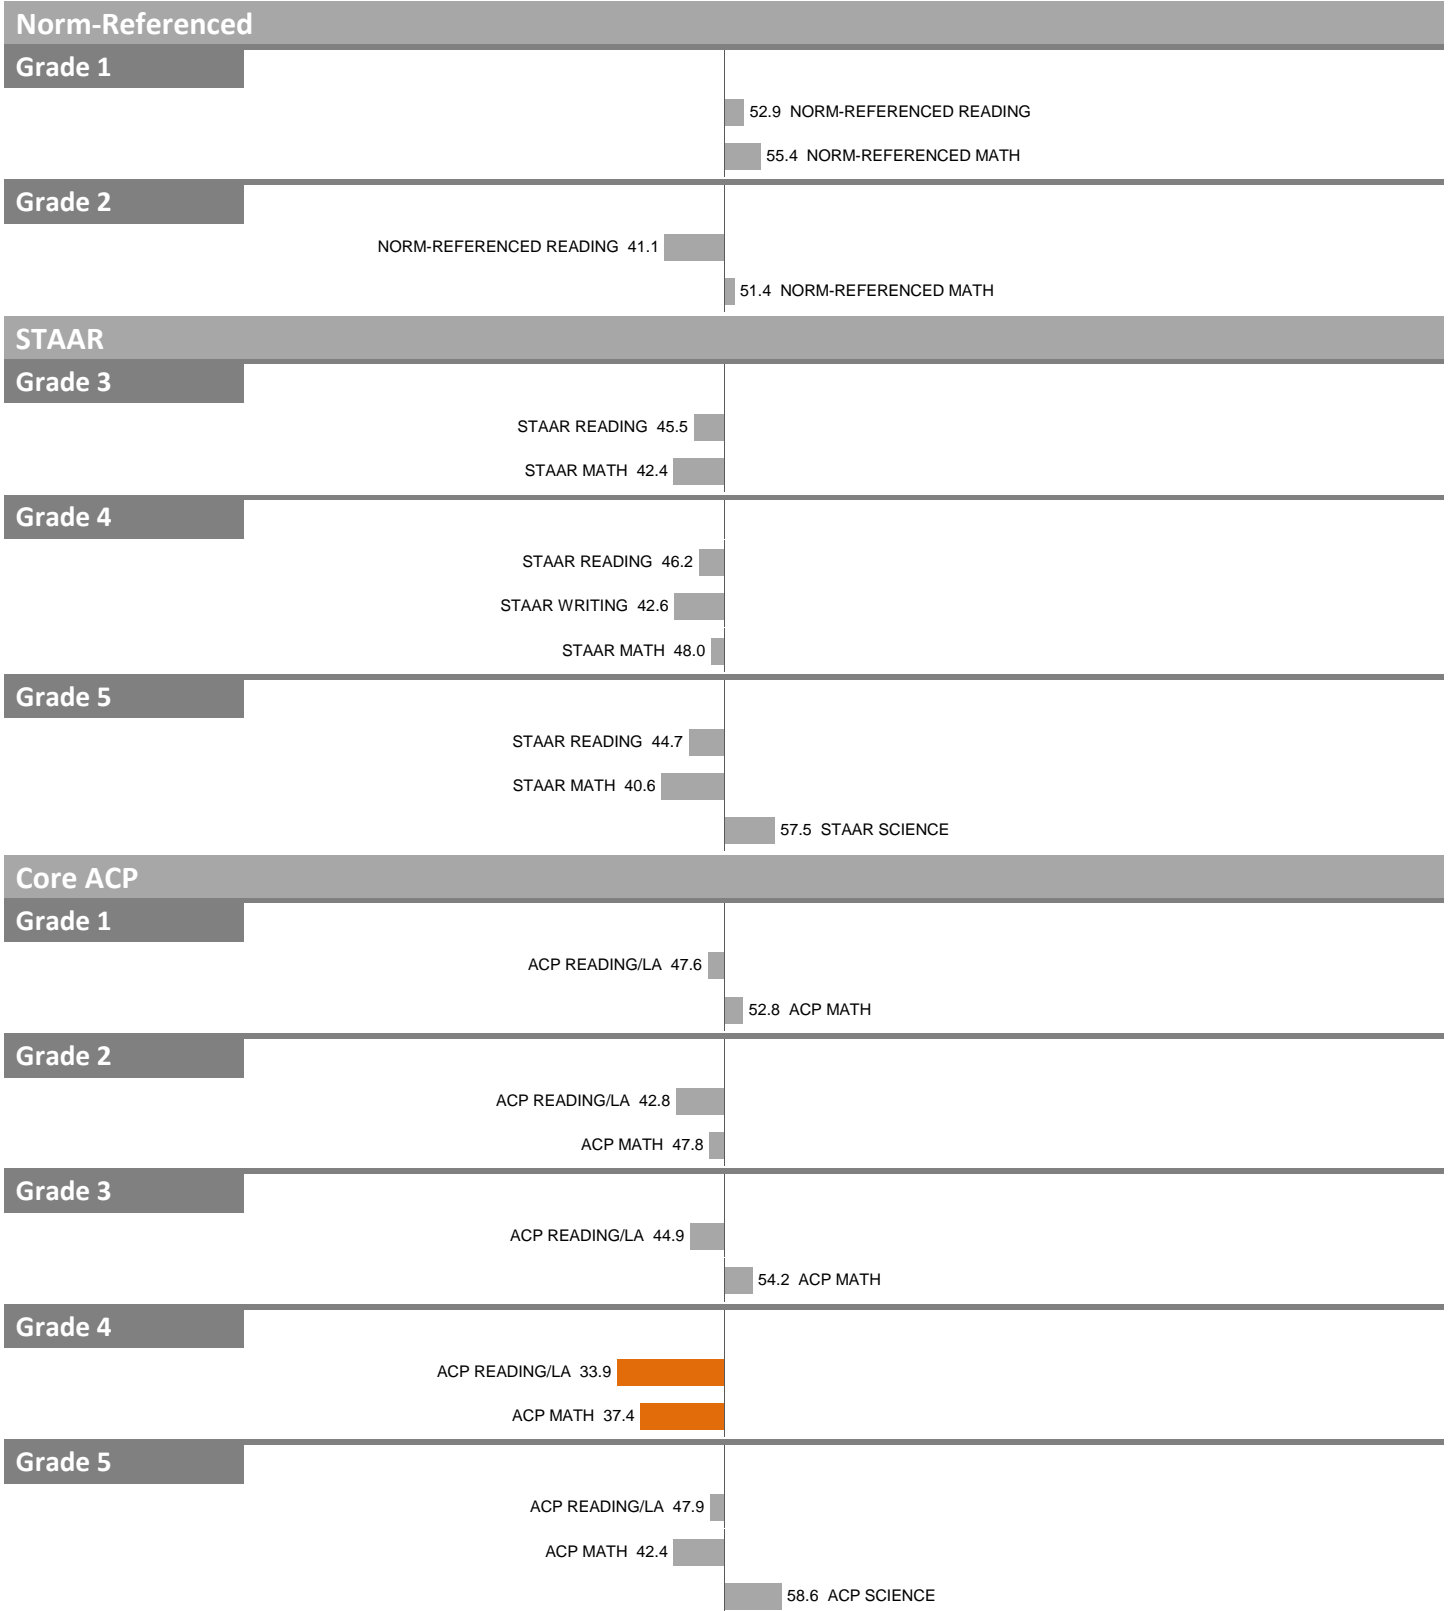 Norm-Referenced
Grade 1
52.9 NORM-REFERENCED READING
55.4 NORM-REFERENCED MATH
Grade 2
NORM-REFERENCED READING 41.1
51.4 NORM-REFERENCED MATH
STAAR
Grade 3
STAAR READING 45.5
STAAR MATH 42.4
Grade 4
STAAR READING 46.2
STAAR WRITING 42.6
STAAR MATH 48.0
Grade 5
STAAR READING 44.7
STAAR MATH 40.6
57.5 STAAR SCIENCE
Core ACP
Grade 1
ACP READING/LA 47.6
52.8 ACP MATH
Grade 2
ACP READING/LA 42.8
ACP MATH 47.8
Grade 3
ACP READING/LA 44.9
54.2 ACP MATH
Grade 4
ACP READING/LA 33.9
ACP MATH 37.4
Grade 5
ACP READING/LA 47.9
ACP MATH 42.4
58.6 ACP SCIENCE